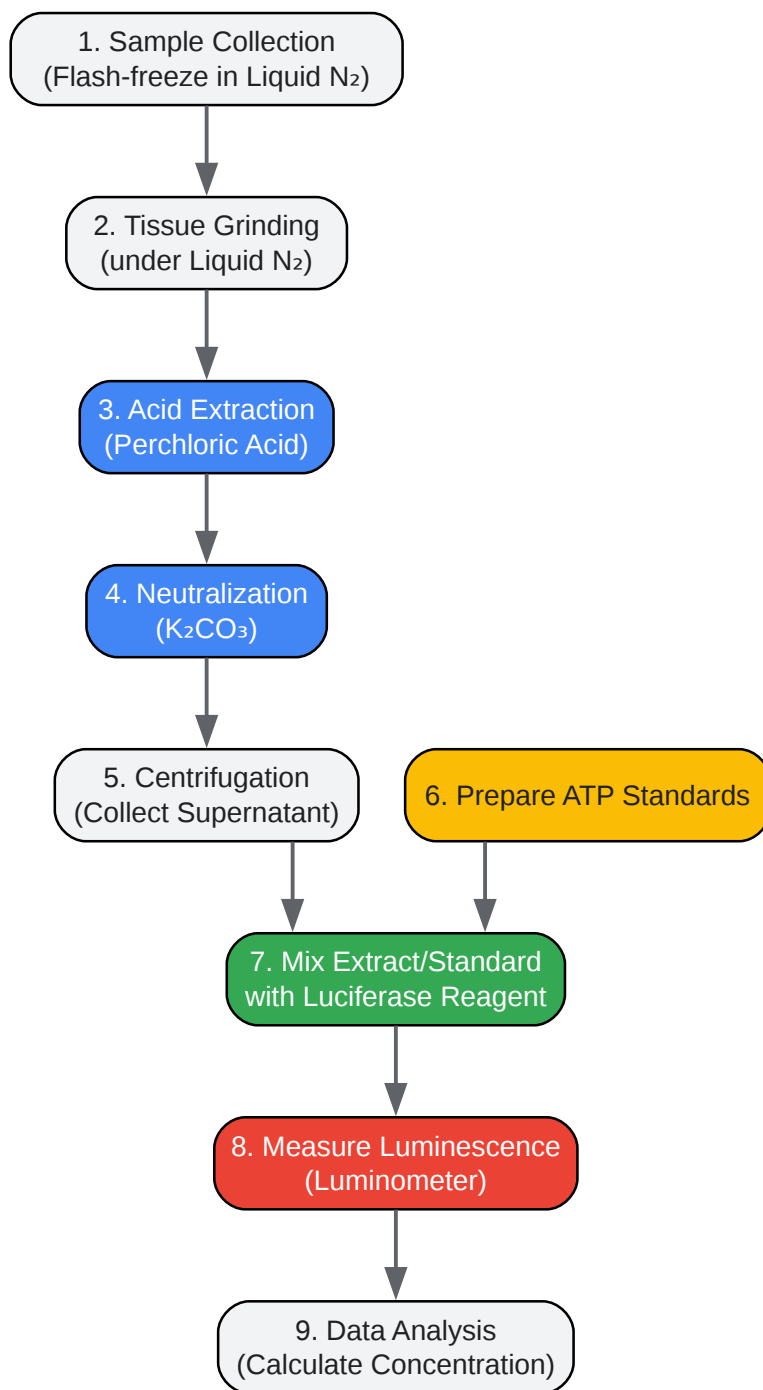 1. Sample Collection
(Flash-freeze in Liquid N₂)
2. Tissue Grinding
(under Liquid N₂)
3. Acid Extraction
(Perchloric Acid)
4. Neutralization
(K₂CO₃)
5. Centrifugation
(Collect Supernatant)
6. Prepare ATP Standards
7. Mix Extract/Standard
with Luciferase Reagent
8. Measure Luminescence
(Luminometer)
9. Data Analysis
(Calculate Concentration)